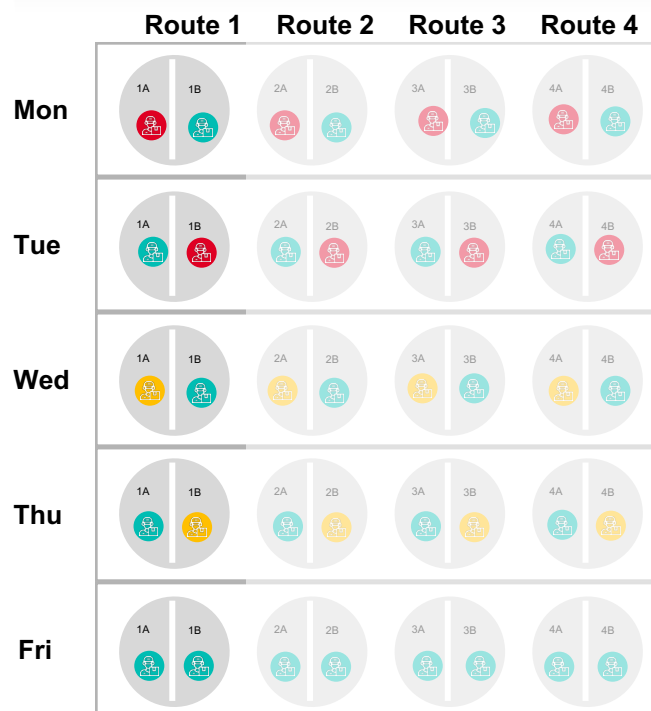 Route 1 Route 2 Route 3 Route 4
Mon
1A 1B 2A 2B 3A 3B 4A 4B
Tue
1A 1B 2A 2B 3A 3B 4A 4B
Wed
1A 1B 2A 2B 3A 3B 4A 4B
Thu
1A 1B 2A 2B 3A 3B 4A 4B
Fri
1A 1B 2A 2B 3A 3B 4A 4B